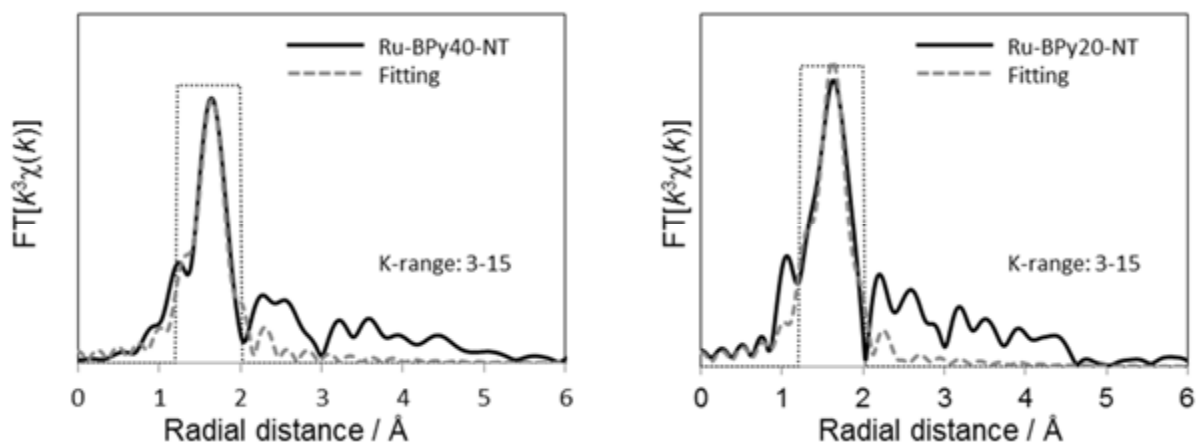 Ru-BPy40-NT
Fitting
FT[k³χ(k)]
K-range: 3-15
0 1 2 3 4 5 6
Radial distance / Å
Ru-BPy20-NT
Fitting
FT[k³χ(k)]
K-range: 3-15
0 1 2 3 4 5 6
Radial distance / Å